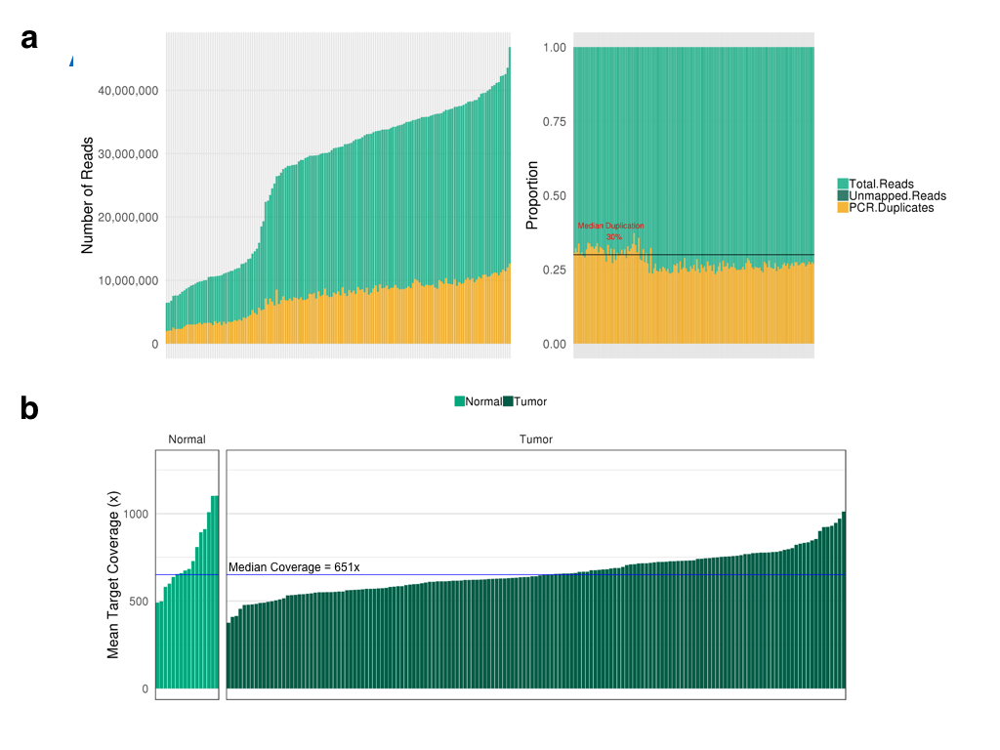 a
Number of Reads
40,000,000
30,000,000
20,000,000
10,000,000
0
Proportion
1.00
0.75
0.50
0.25
0.00
Median Duplication
30%
Total.Reads
Unmapped.Reads
PCR.Duplicates
b
Normal Tumor
Normal
Tumor
Mean Target Coverage (x)
1000
500
0
Median Coverage = 651x